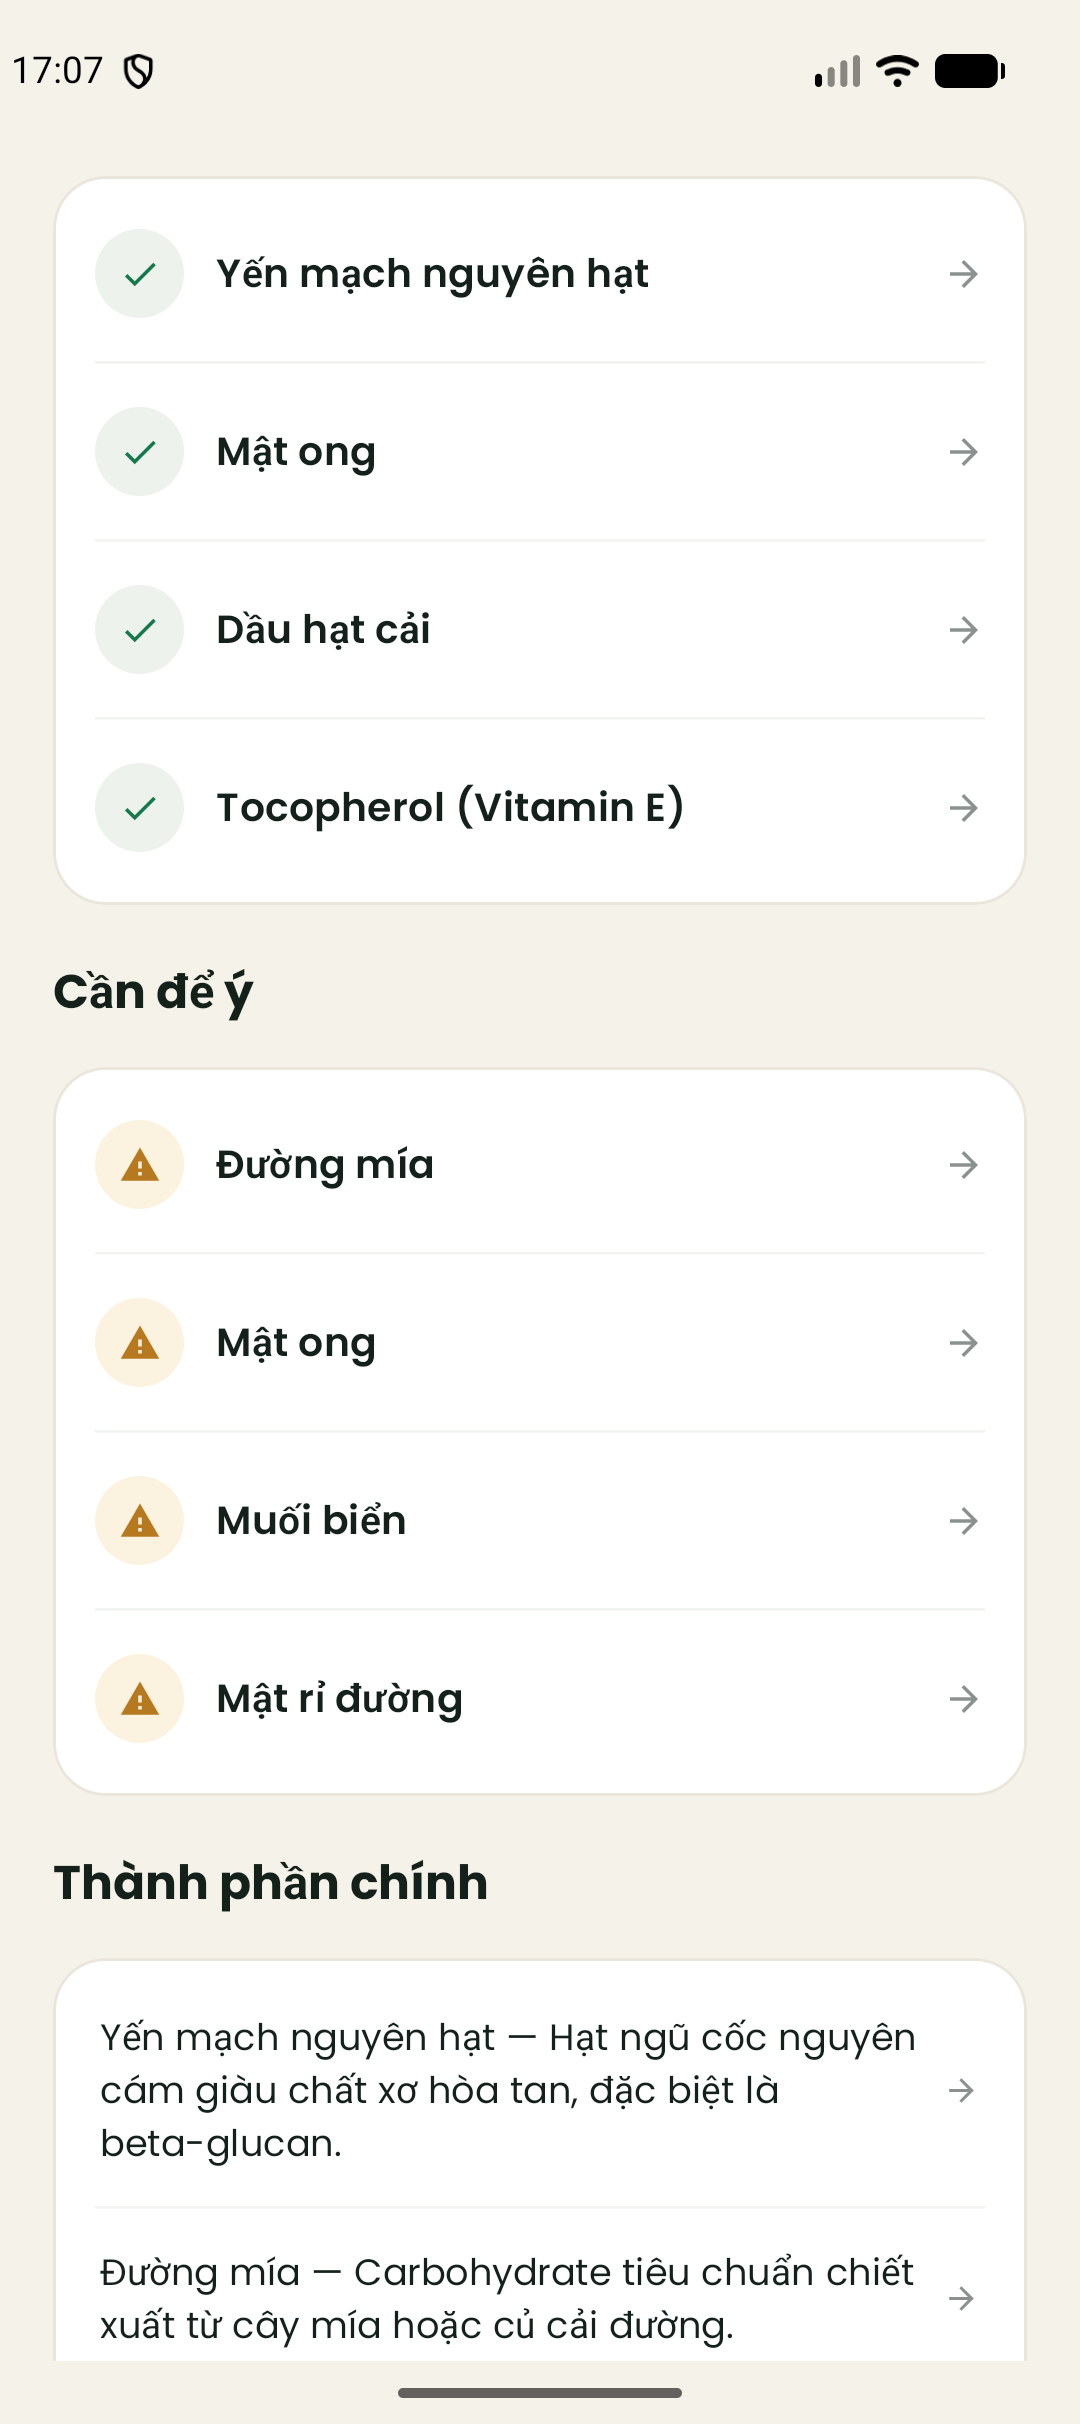 17:07
Yến mạch nguyên hạt
Mật ong
Dầu hạt cải
Tocopherol (Vitamin E)
Cần để ý
Đường mía
Mật ong
Muối biển
Mật rỉ đường
Thành phần chính
Yến mạch nguyên hạt — Hạt ngũ cốc nguyên
cám giàu chất xơ hòa tan, đặc biệt là
beta-glucan.
Đường mía — Carbohydrate tiêu chuẩn chiết
xuất từ cây mía hoặc củ cải đường.